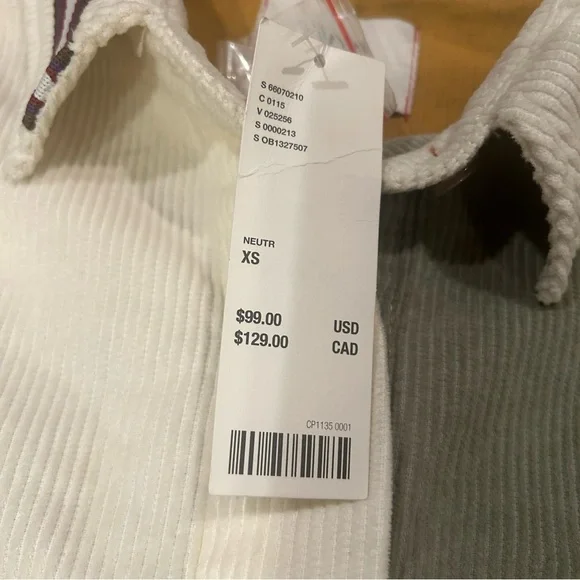 S 66070210
C 0115
V 025256
S 0000213
S OB1327507
NEUTR
XS
$99.00 USD
$129.00 CAD
CP1135 0001